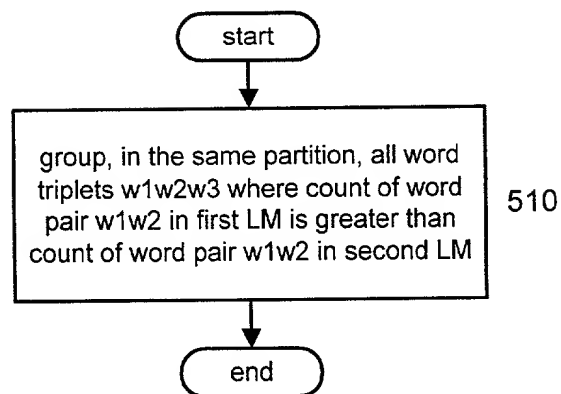 start
group, in the same partition, all word
triplets w1w2w3 where count of word
pair w1w2 in first LM is greater than
count of word pair w1w2 in second LM
510
end